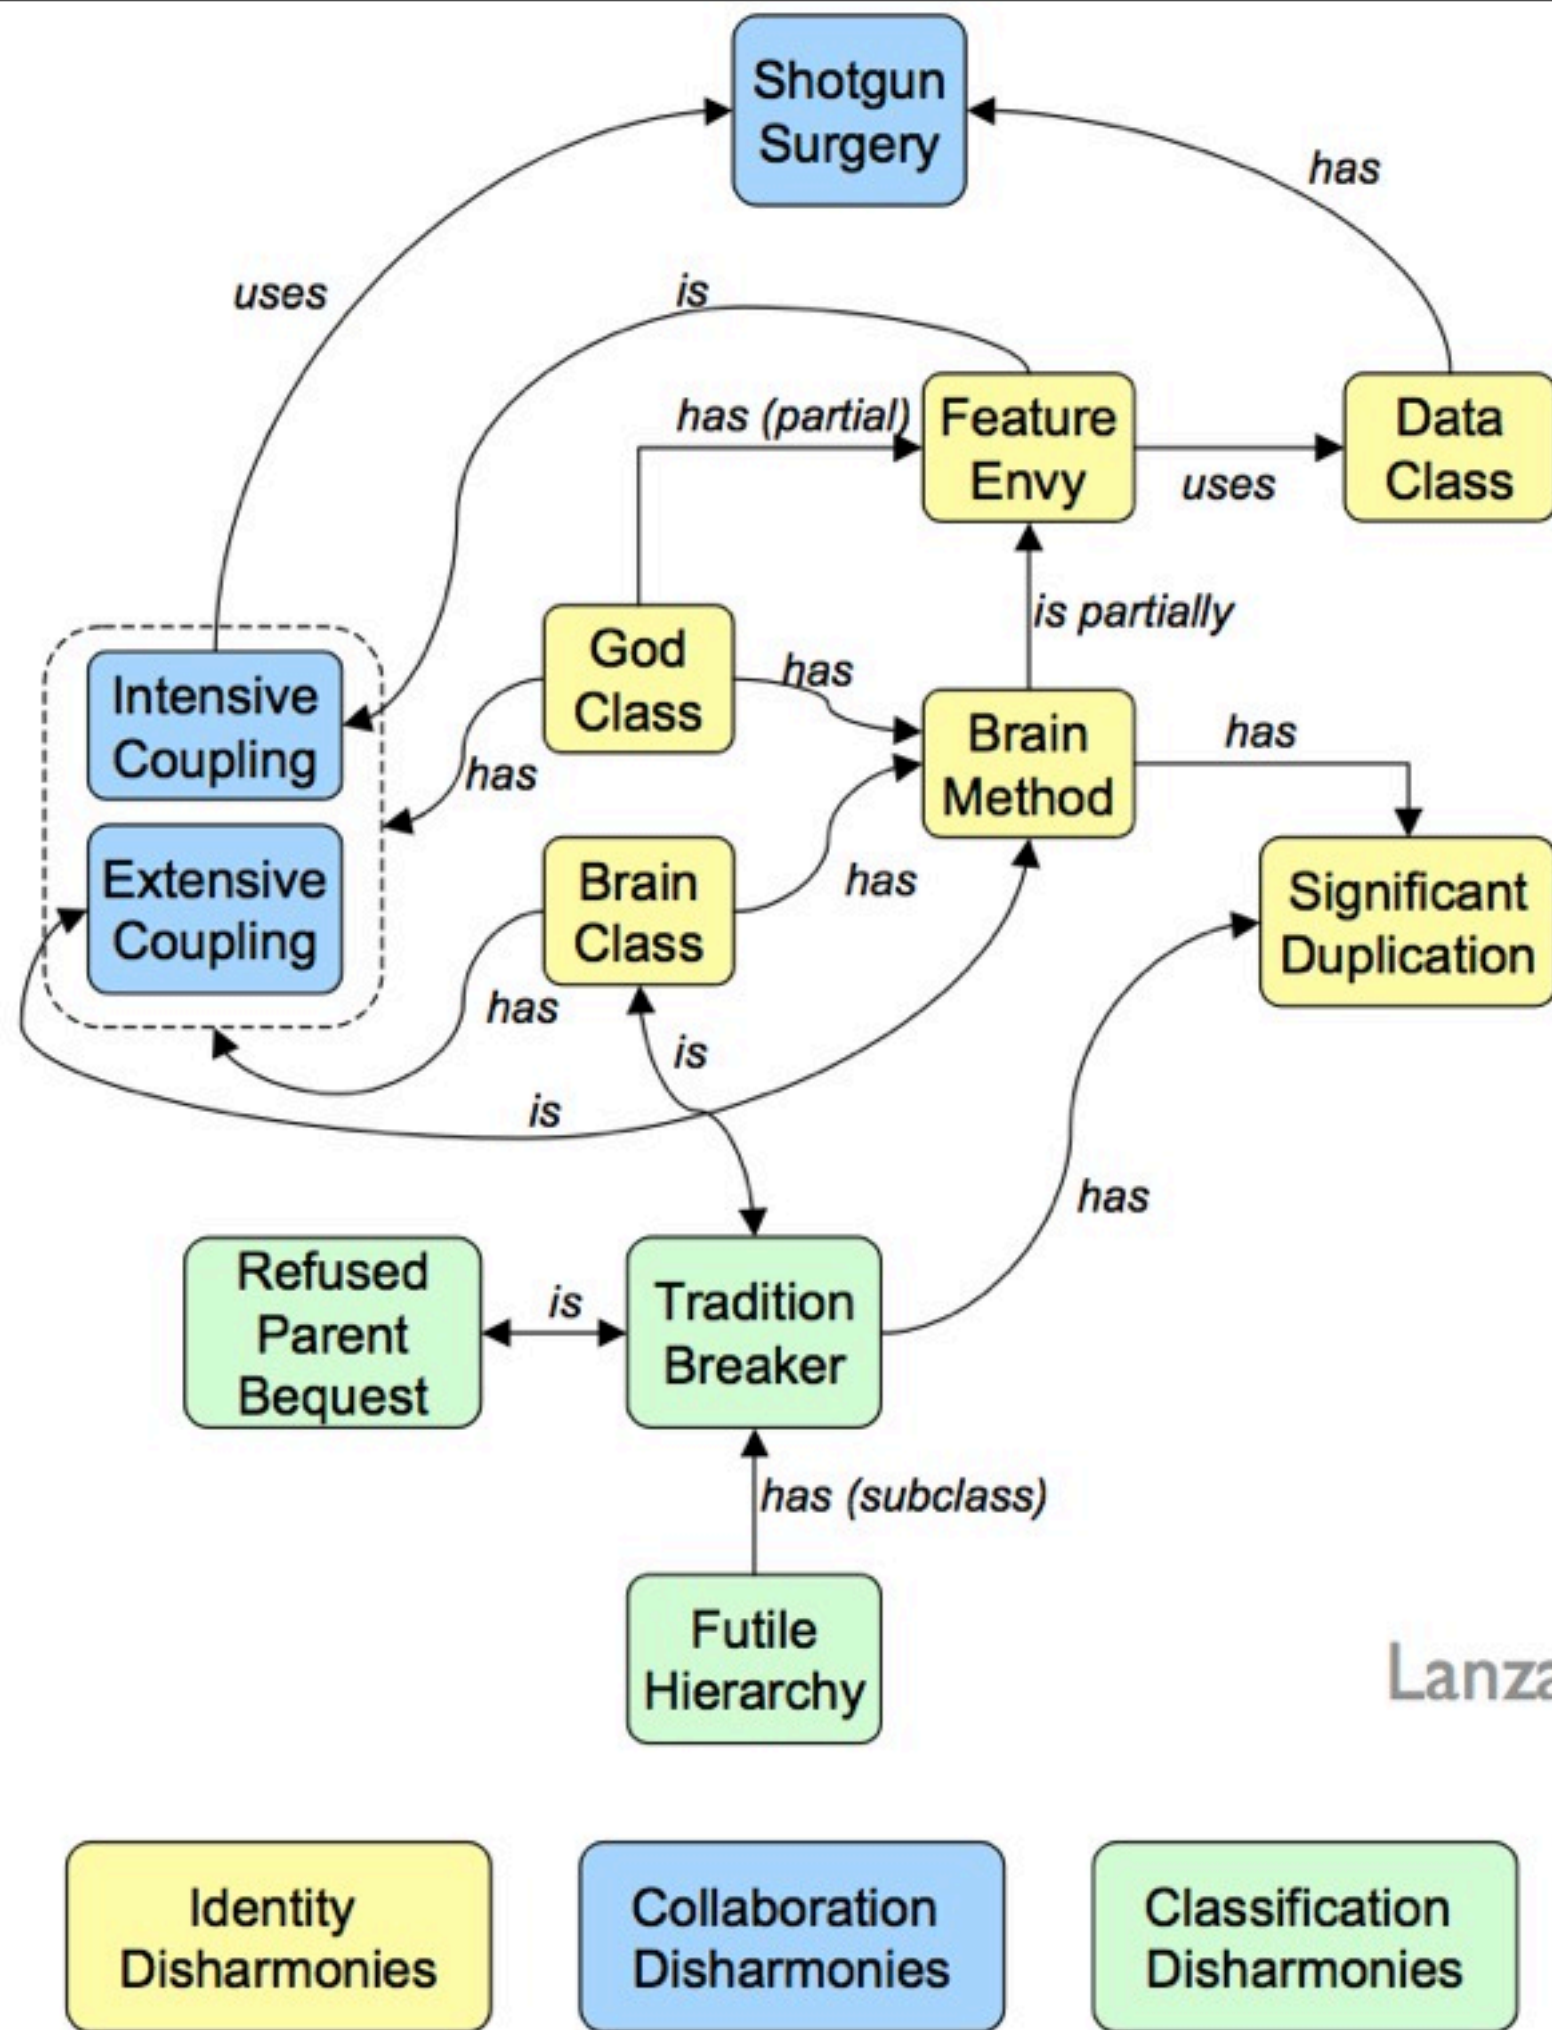 Shotgun
Surgery
has
uses
is
has (partial)
Feature
Envy
uses
Data
Class
is partially
God
Class
has
Intensive
Coupling
has
Brain
Method
has
Extensive
Coupling
Brain
Class
has
Significant
Duplication
has
is
is
has
Refused
Parent
Bequest
is
Tradition
Breaker
has (subclass)
Futile
Hierarchy
Lanza
Identity
Disharmonies
Collaboration
Disharmonies
Classification
Disharmonies